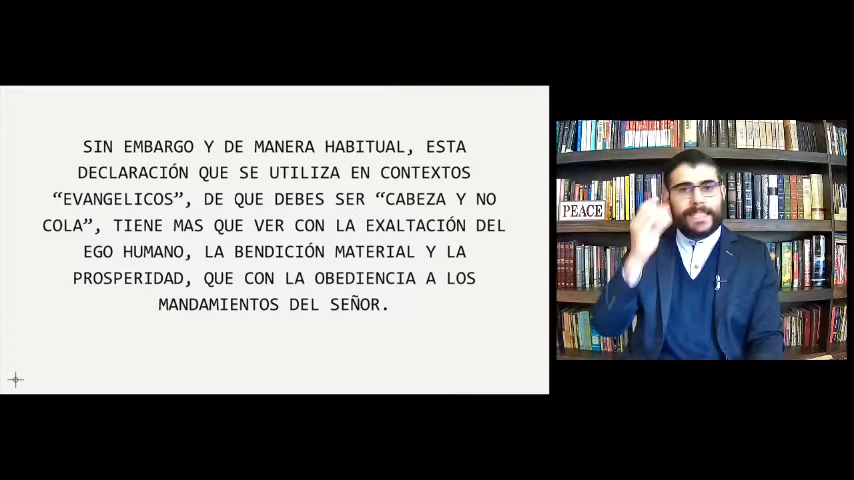 SIN EMBARGO Y DE MANERA HABITUAL, ESTA
DECLARACIÓN QUE SE UTILIZA EN CONTEXTOS
“EVANGELICOS”, DE QUE DEBES SER “CABEZA Y NO
COLA”, TIENE MAS QUE VER CON LA EXALTACIÓN DEL
EGO HUMANO, LA BENDICIÓN MATERIAL Y LA
PROSPERIDAD, QUE CON LA OBEDIENCIA A LOS
MANDAMIENTOS DEL SEÑOR.
PEACE